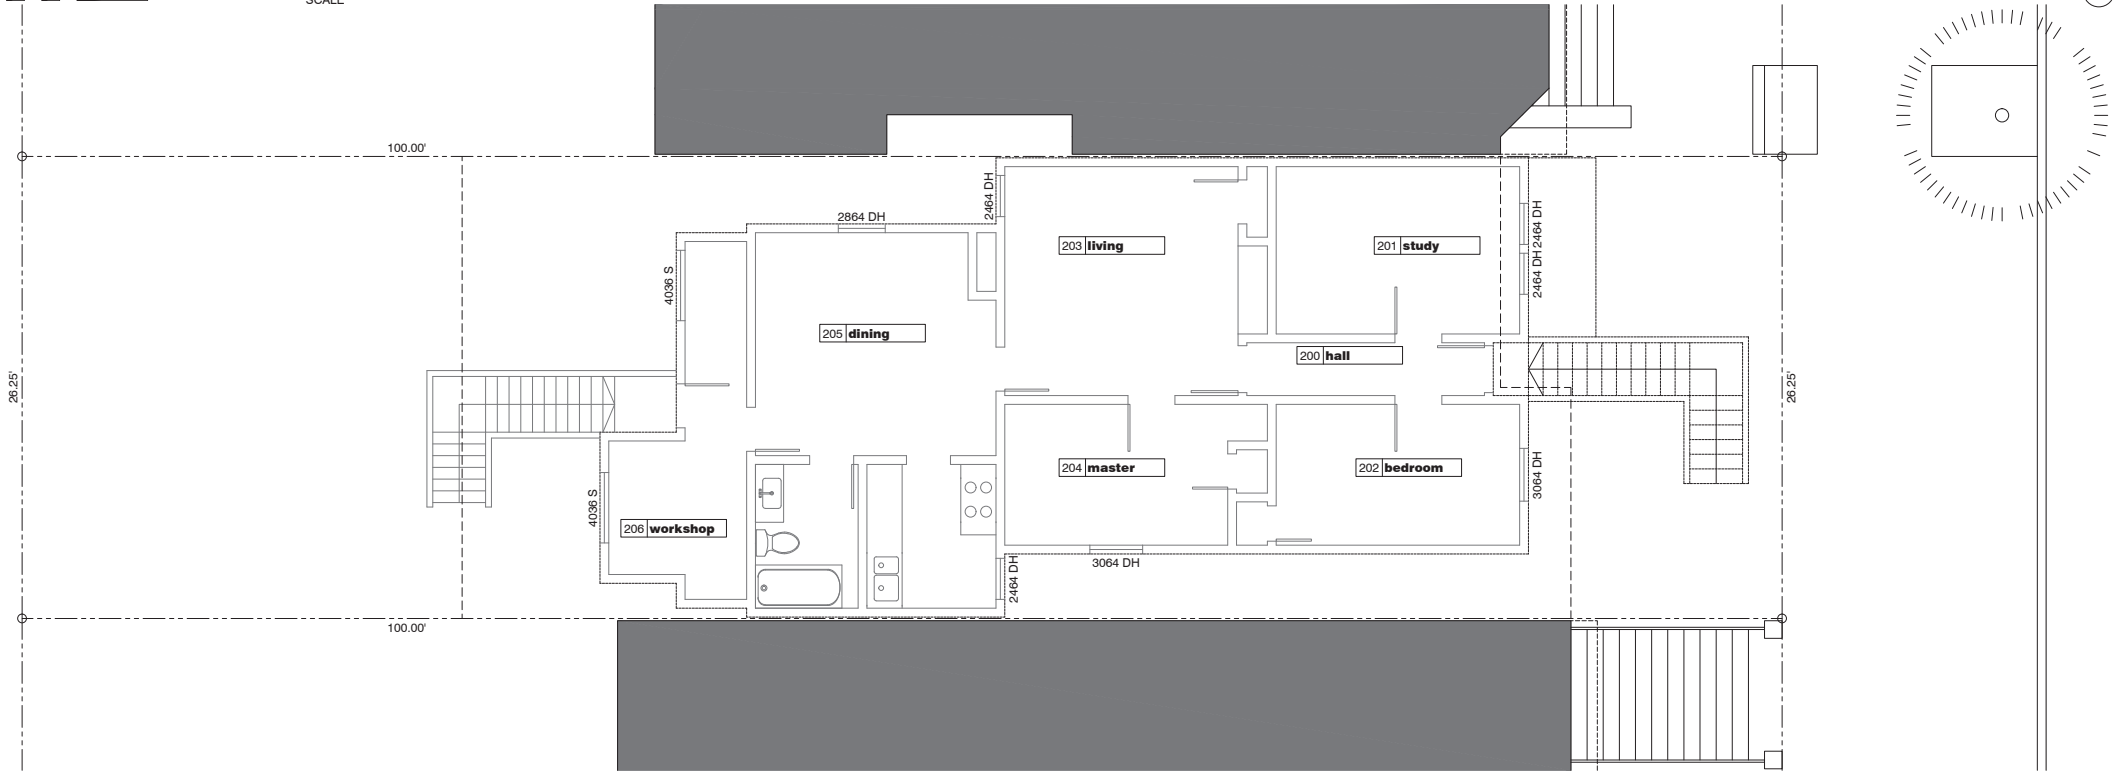 SCALE
100.00'
2464 DH
2864 DH
2464 DH
2464 DH
203 living
201 study
4036 S
205 dining
200 hall
26.25'
26.25'
204 master
202 bedroom
3064 DH
4036 S
206 workshop
3064 DH
2464 DH
100.00'